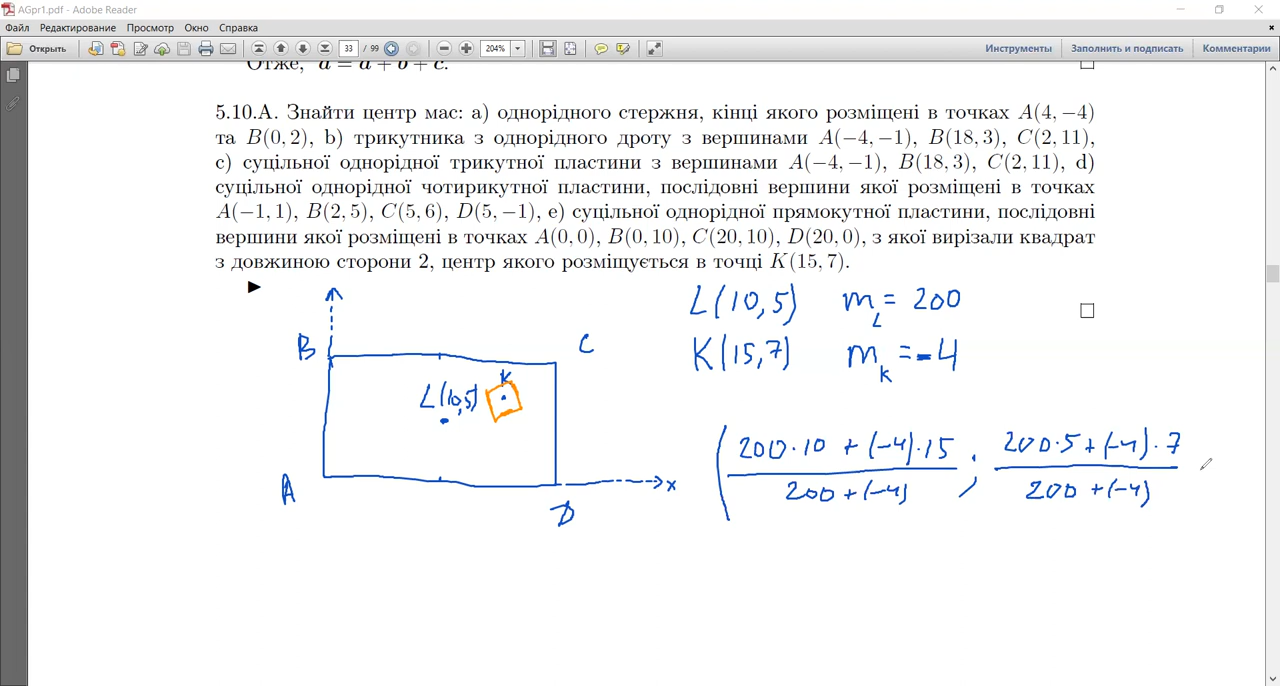 AGpr1.pdf - Adobe Reader
Файл Редактирование Просмотр Окно Справка
Открыть 33 / 99 204% Инструменты Заполнить и подписать Комментарии
Отже, a = a + b + c.
5.10.A. Знайти центр мас: a) однорідного стержня, кінці якого розміщені в точках A(4, −4)
та B(0, 2), b) трикутника з однорідного дроту з вершинами A(−4, −1), B(18, 3), C(2, 11),
c) суцільної однорідної трикутної пластини з вершинами A(−4, −1), B(18, 3), C(2, 11), d)
суцільної однорідної чотирикутної пластини, послідовні вершини якої розміщені в точках
A(−1, 1), B(2, 5), C(5, 6), D(5, −1), e) суцільної однорідної прямокутної пластини, послідовні
вершини якої розміщені в точках A(0, 0), B(0, 10), C(20, 10), D(20, 0), з якої вирізали квадрат
з довжиною сторони 2, центр якого розміщується в точці K(15, 7).
L(10,5) m_L = 200
B C
K(15,7) m_k = -4
K
L(10,5)
200·10 + (-4)·15 ; 200·5 + (-4)·7
200 + (-4) 200 + (-4)
A x
D